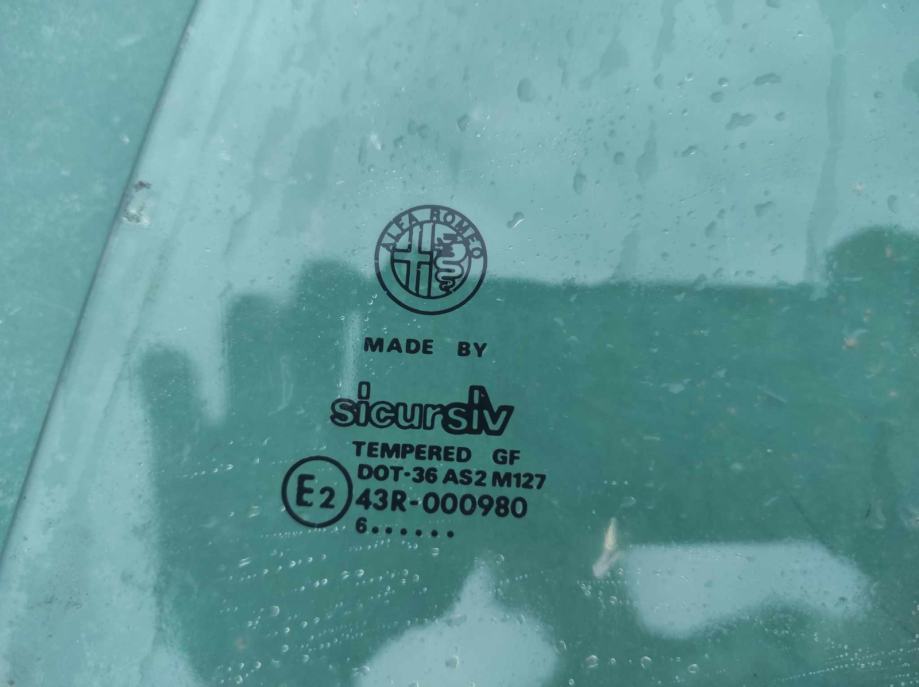 ALFA ROMEO
MADE BY
sicursiv
TEMPERED GF
DOT-36 AS2 M127
E2
43R-000980
6......